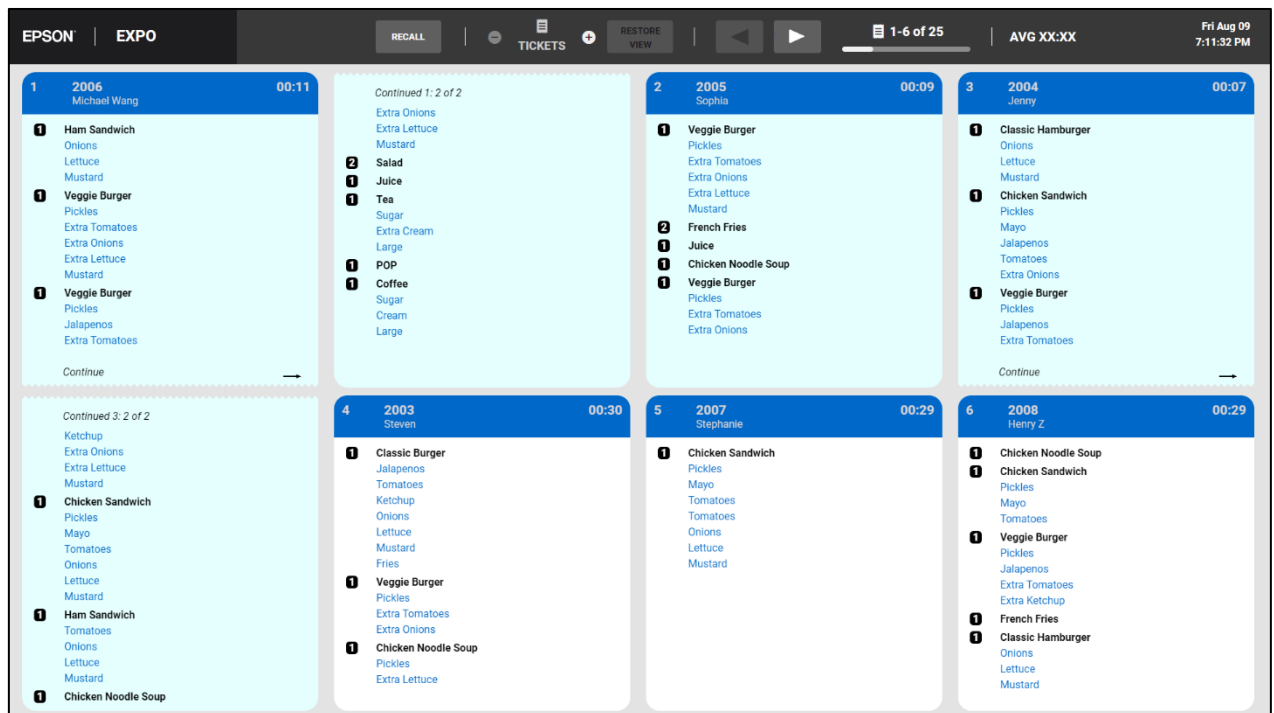 EPSON EXPO RECALL TICKETS RESTORE VIEW 1-6 of 25 AVG XX:XX Fri Aug 09 7:11:32 PM
1 2006 00:11
Michael Wang
1 Ham Sandwich
Onions
Lettuce
Mustard
1 Veggie Burger
Pickles
Extra Tomatoes
Extra Onions
Extra Lettuce
Mustard
1 Veggie Burger
Pickles
Jalapenos
Extra Tomatoes
Continue
Continued 1: 2 of 2
Extra Onions
Extra Lettuce
Mustard
2 Salad
1 Juice
1 Tea
Sugar
Extra Cream
Large
1 POP
1 Coffee
Sugar
Cream
Large
2 2005 00:09
Sophia
1 Veggie Burger
Pickles
Extra Tomatoes
Extra Onions
Extra Lettuce
Mustard
2 French Fries
1 Juice
1 Chicken Noodle Soup
1 Veggie Burger
Pickles
Extra Tomatoes
Extra Onions
3 2004 00:07
Jenny
1 Classic Hamburger
Onions
Lettuce
Mustard
1 Chicken Sandwich
Pickles
Mayo
Jalapenos
Tomatoes
Extra Onions
1 Veggie Burger
Pickles
Jalapenos
Extra Tomatoes
Continue
Continued 3: 2 of 2
Ketchup
Extra Onions
Extra Lettuce
Mustard
1 Chicken Sandwich
Pickles
Mayo
Tomatoes
Onions
Lettuce
Mustard
1 Ham Sandwich
Tomatoes
Onions
Lettuce
Mustard
1 Chicken Noodle Soup
4 2003 00:30
Steven
1 Classic Burger
Jalapenos
Tomatoes
Ketchup
Onions
Lettuce
Mustard
Fries
1 Veggie Burger
Pickles
Extra Tomatoes
Extra Onions
1 Chicken Noodle Soup
Pickles
Extra Lettuce
5 2007 00:29
Stephanie
1 Chicken Sandwich
Pickles
Mayo
Tomatoes
Tomatoes
Onions
Lettuce
Mustard
6 2008 00:29
Henry Z
1 Chicken Noodle Soup
1 Chicken Sandwich
Pickles
Mayo
Tomatoes
1 Veggie Burger
Pickles
Jalapenos
Extra Tomatoes
Extra Ketchup
1 French Fries
1 Classic Hamburger
Onions
Lettuce
Mustard